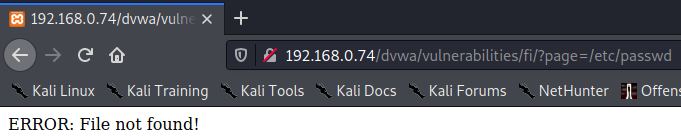 192.168.0.74/dvwa/vulne
192.168.0.74/dvwa/vulnerabilities/fi/?page=/etc/passwd
Kali Linux Kali Training Kali Tools Kali Docs Kali Forums NetHunter Offens
ERROR: File not found!